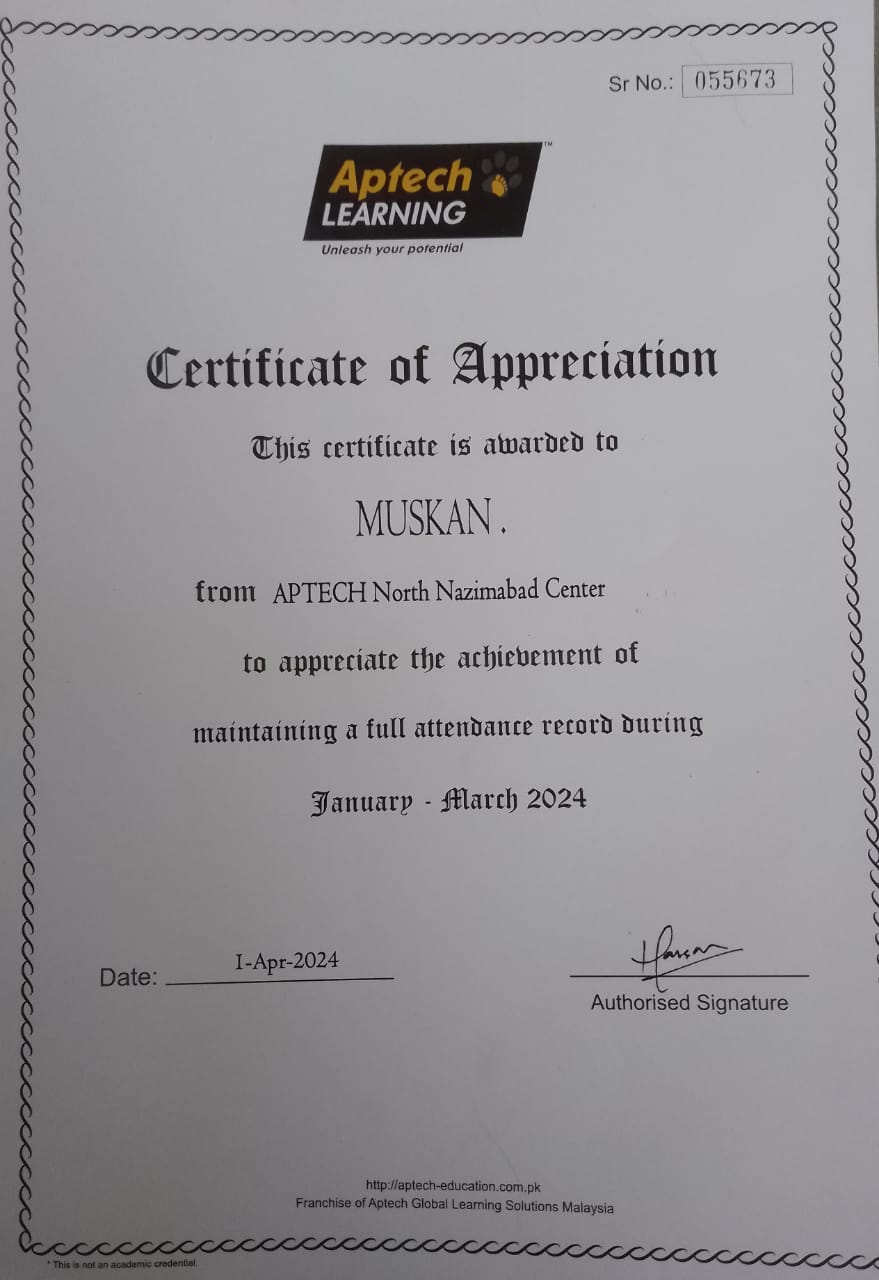 Sr No.: 055673
Aptech TM
LEARNING
Unleash your potential
Certificate of Appreciation
This certificate is awarded to
MUSKAN .
from APTECH North Nazimabad Center
to appreciate the achievement of
maintaining a full attendance record during
January - March 2024
Date: 1-Apr-2024
Authorised Signature
http://aptech-education.com.pk
Franchise of Aptech Global Learning Solutions Malaysia
* This is not an academic credential.